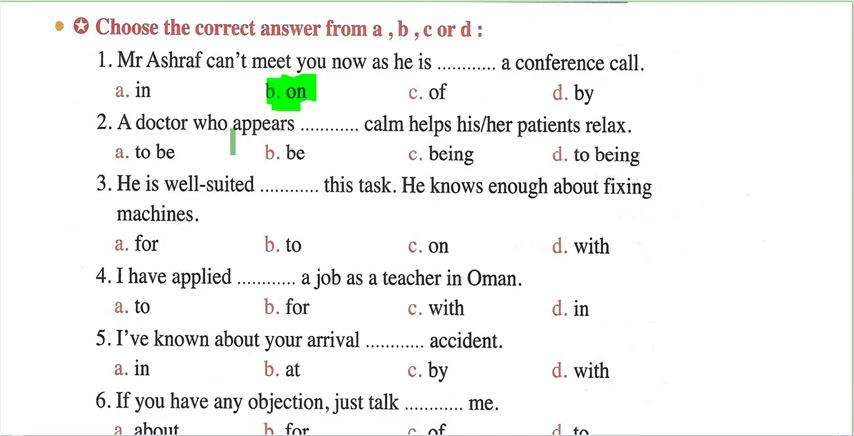 Choose the correct answer from a , b , c or d :
1. Mr Ashraf can't meet you now as he is ............ a conference call.
a. in b. on c. of d. by
2. A doctor who appears ............ calm helps his/her patients relax.
a. to be b. be c. being d. to being
3. He is well-suited ............ this task. He knows enough about fixing
machines.
a. for b. to c. on d. with
4. I have applied ............ a job as a teacher in Oman.
a. to b. for c. with d. in
5. I've known about your arrival ............ accident.
a. in b. at c. by d. with
6. If you have any objection, just talk ............ me.
a. about b. for c. of d. to